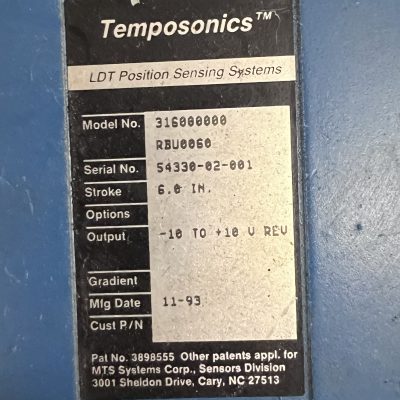 Temposonics™
LDT Position Sensing Systems
Model No. 316000000
RBU0060
Serial No. 54330-02-001
Stroke 6.0 IN.
Options
Output -10 TO +10 V REV
Gradient
Mfg Date 11-93
Cust P/N
Pat No. 3898555 Other patents appl. for
MTS Systems Corp., Sensors Division
3001 Sheldon Drive, Cary, NC 27513